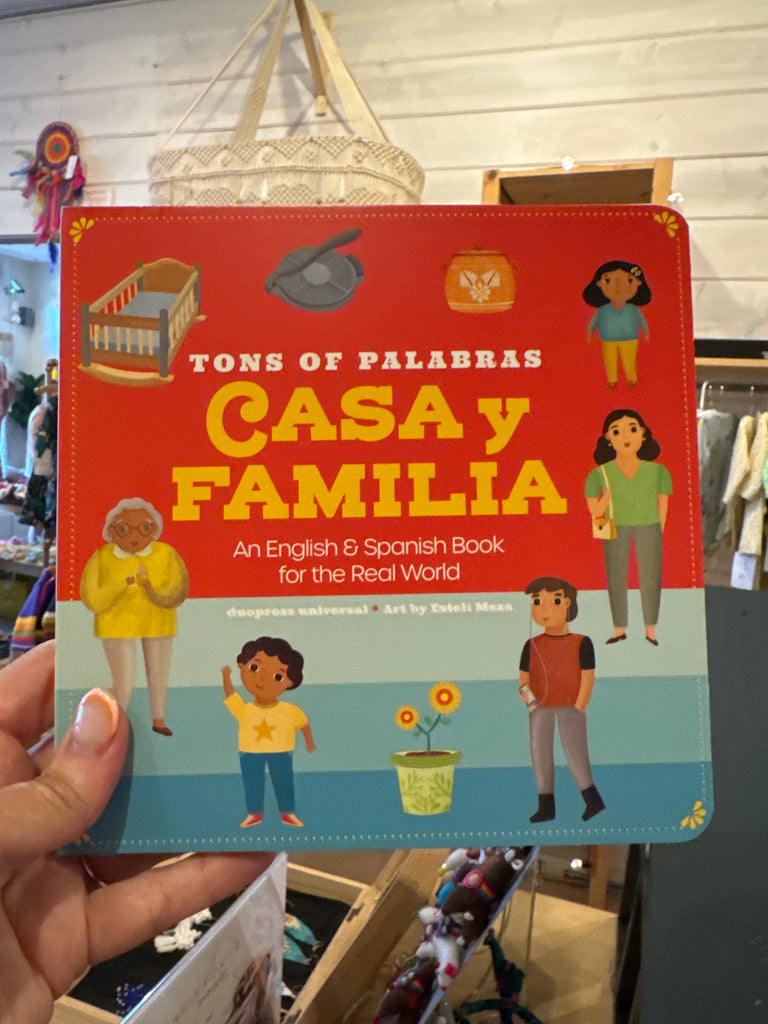 TONS OF PALABRAS
CASA y
FAMILIA
An English & Spanish Book
for the Real World
duopress universal • Art by Estelí Meza